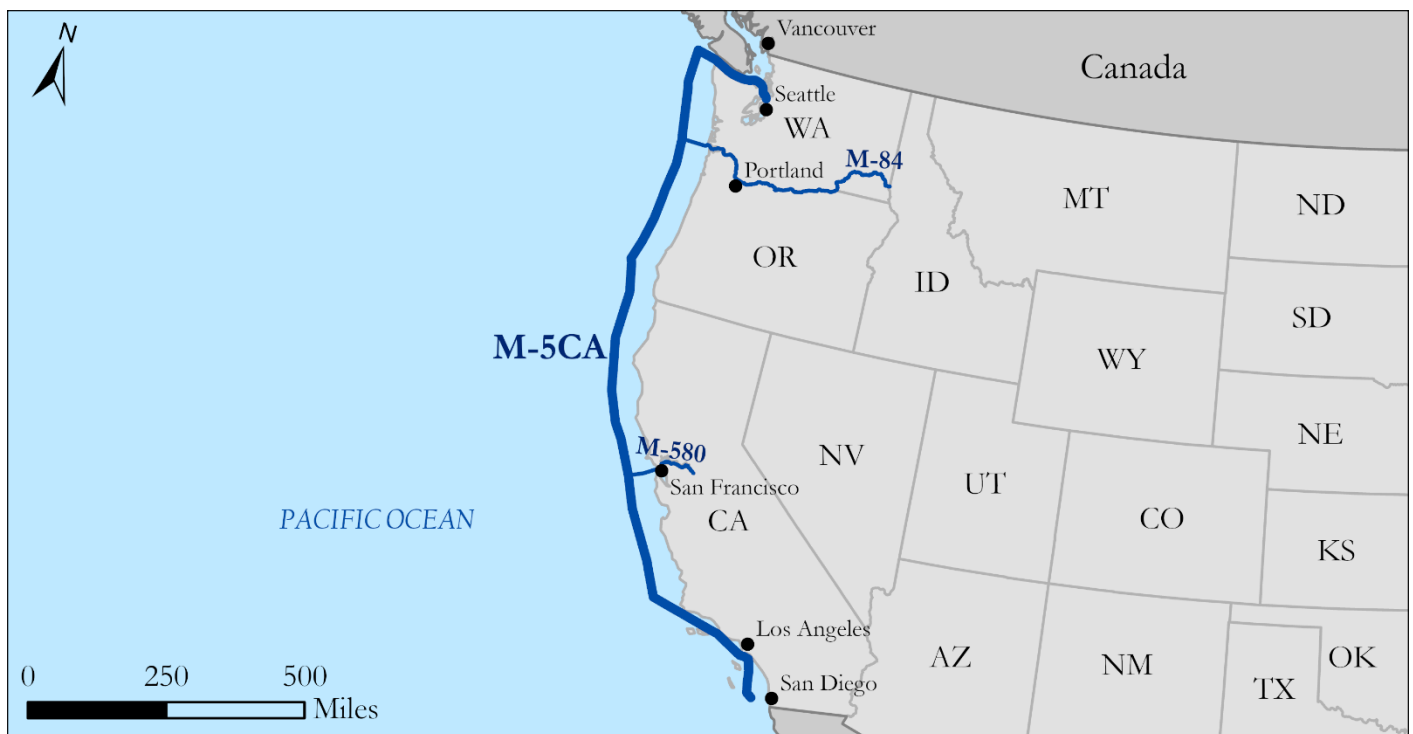 N
Vancouver
Canada
Seattle
WA
M-84
Portland
MT
ND
OR
ID
SD
M-5CA
WY
NE
M-580
NV
San Francisco
UT
PACIFIC OCEAN
CA
CO
KS
Los Angeles
AZ
NM
OK
San Diego
TX
0 250 500
Miles